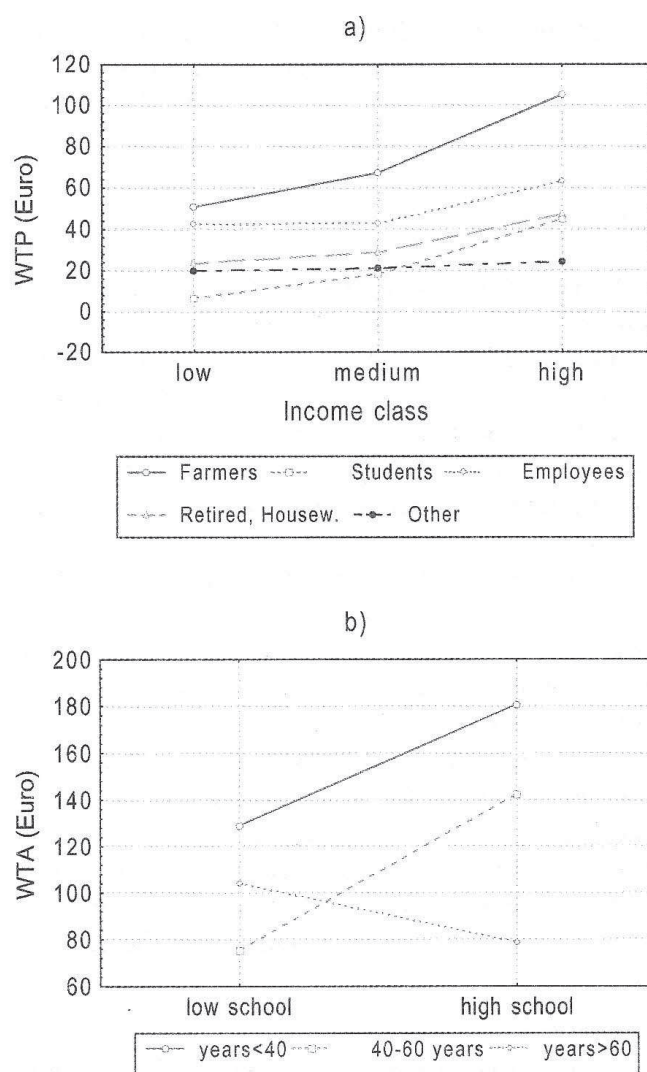 a)
120
100
80
60
40
20
0
-20
WTP (Euro)
low medium high
Income class
Farmers Students Employees
Retired, Housew. Other
b)
200
180
160
140
120
100
80
60
WTA (Euro)
low school high school
years<40 40-60 years years>60